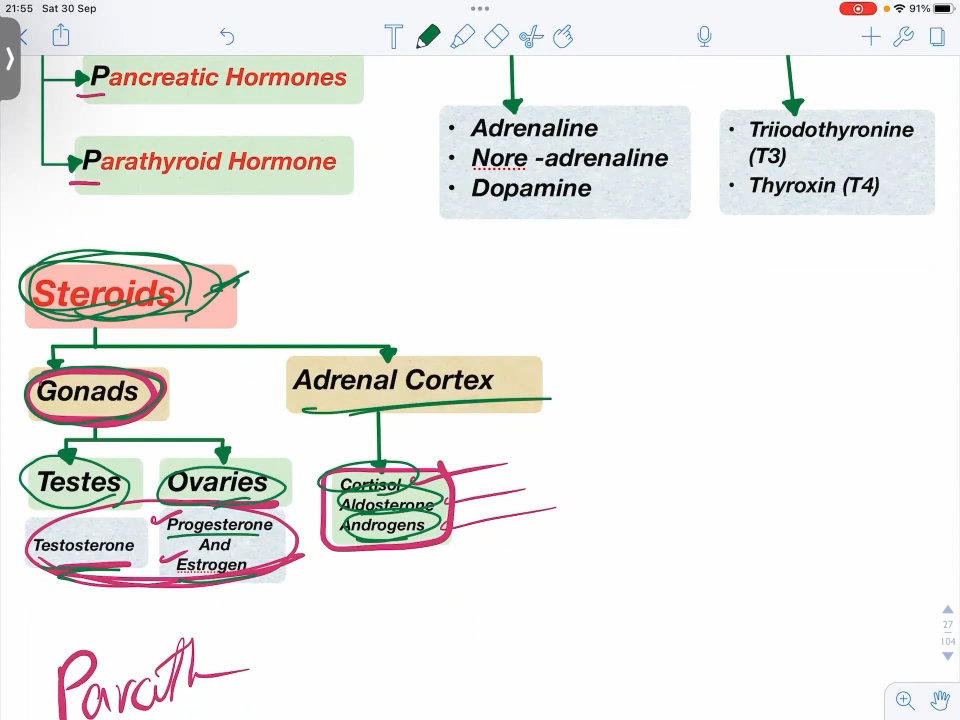 21:55 Sat 30 Sep
91%
Pancreatic Hormones
Parathyroid Hormone
• Adrenaline
• Nore -adrenaline
• Dopamine
• Triiodothyronine
(T3)
• Thyroxin (T4)
Steroids
Gonads
Adrenal Cortex
Testes
Ovaries
Testosterone
Progesterone
And
Estrogen
Cortisol
Aldosterone
Androgens
Parath
27
104